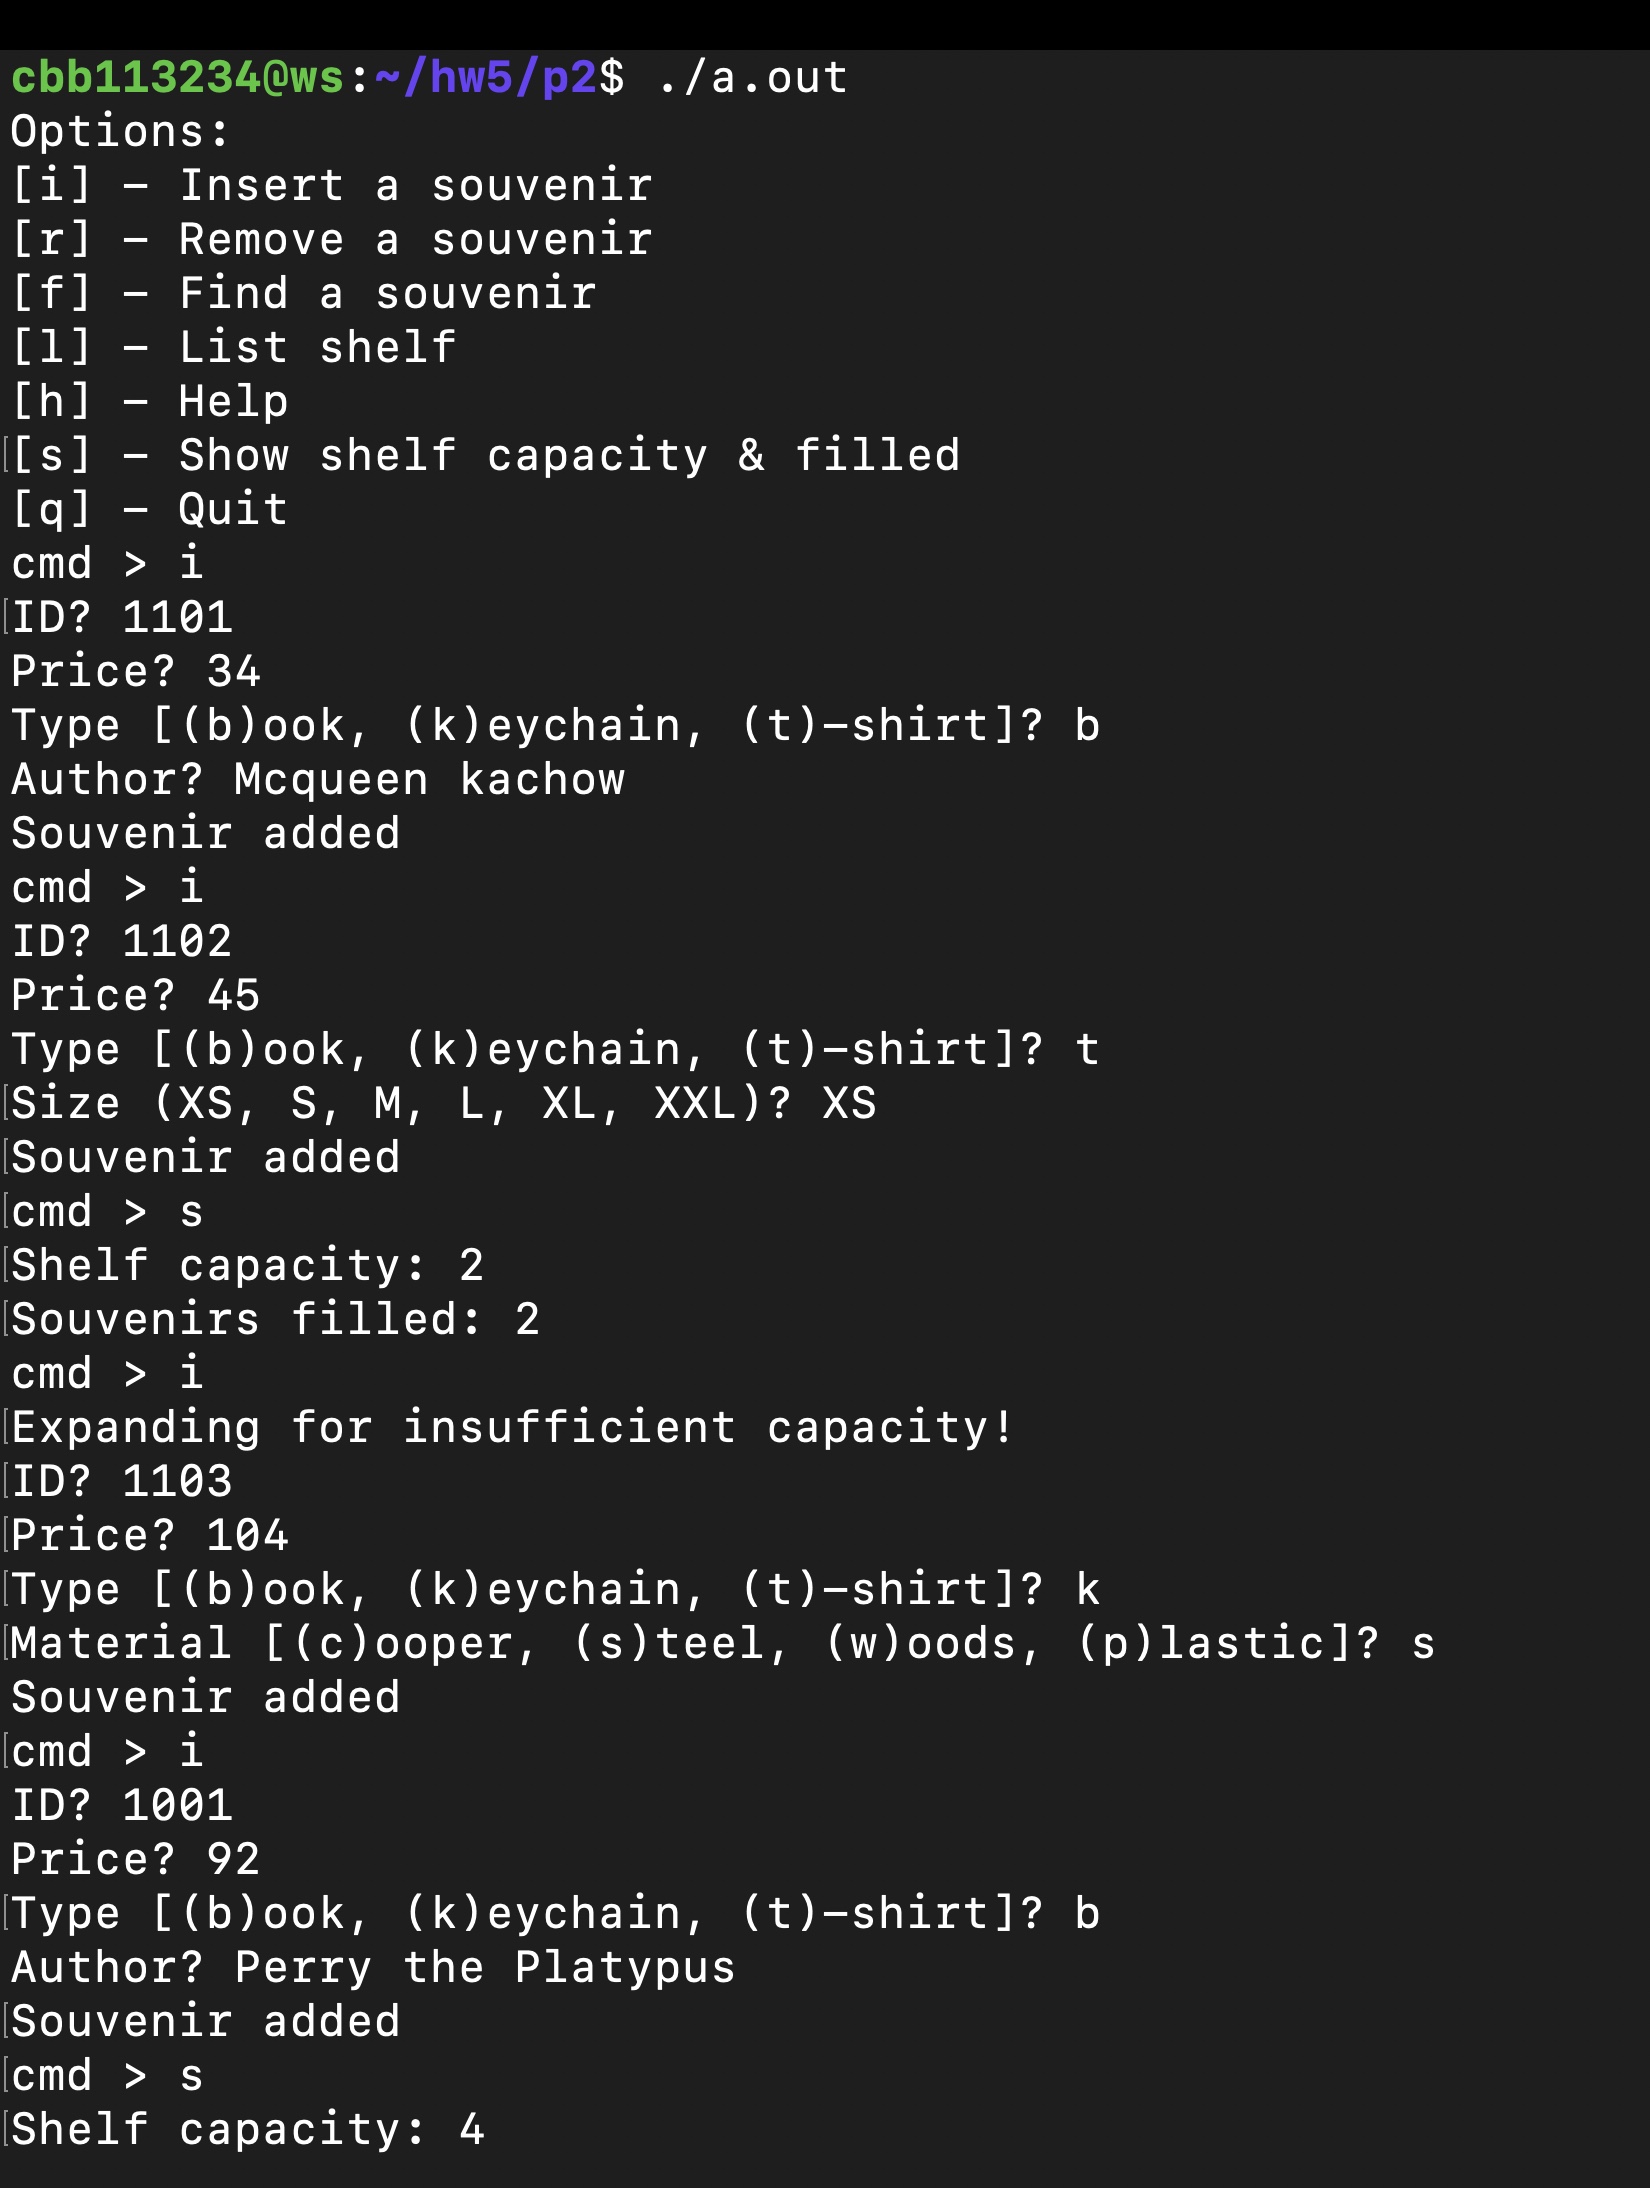 cbb113234@ws:~/hw5/p2$ ./a.out
Options:
[i] – Insert a souvenir
[r] – Remove a souvenir
[f] – Find a souvenir
[l] – List shelf
[h] – Help
[s] – Show shelf capacity & filled
[q] – Quit
cmd > i
ID? 1101
Price? 34
Type [(b)ook, (k)eychain, (t)–shirt]? b
Author? Mcqueen kachow
Souvenir added
cmd > i
ID? 1102
Price? 45
Type [(b)ook, (k)eychain, (t)–shirt]? t
Size (XS, S, M, L, XL, XXL)? XS
Souvenir added
cmd > s
Shelf capacity: 2
Souvenirs filled: 2
cmd > i
Expanding for insufficient capacity!
ID? 1103
Price? 104
Type [(b)ook, (k)eychain, (t)–shirt]? k
Material [(c)ooper, (s)teel, (w)oods, (p)lastic]? s
Souvenir added
cmd > i
ID? 1001
Price? 92
Type [(b)ook, (k)eychain, (t)–shirt]? b
Author? Perry the Platypus
Souvenir added
cmd > s
Shelf capacity: 4